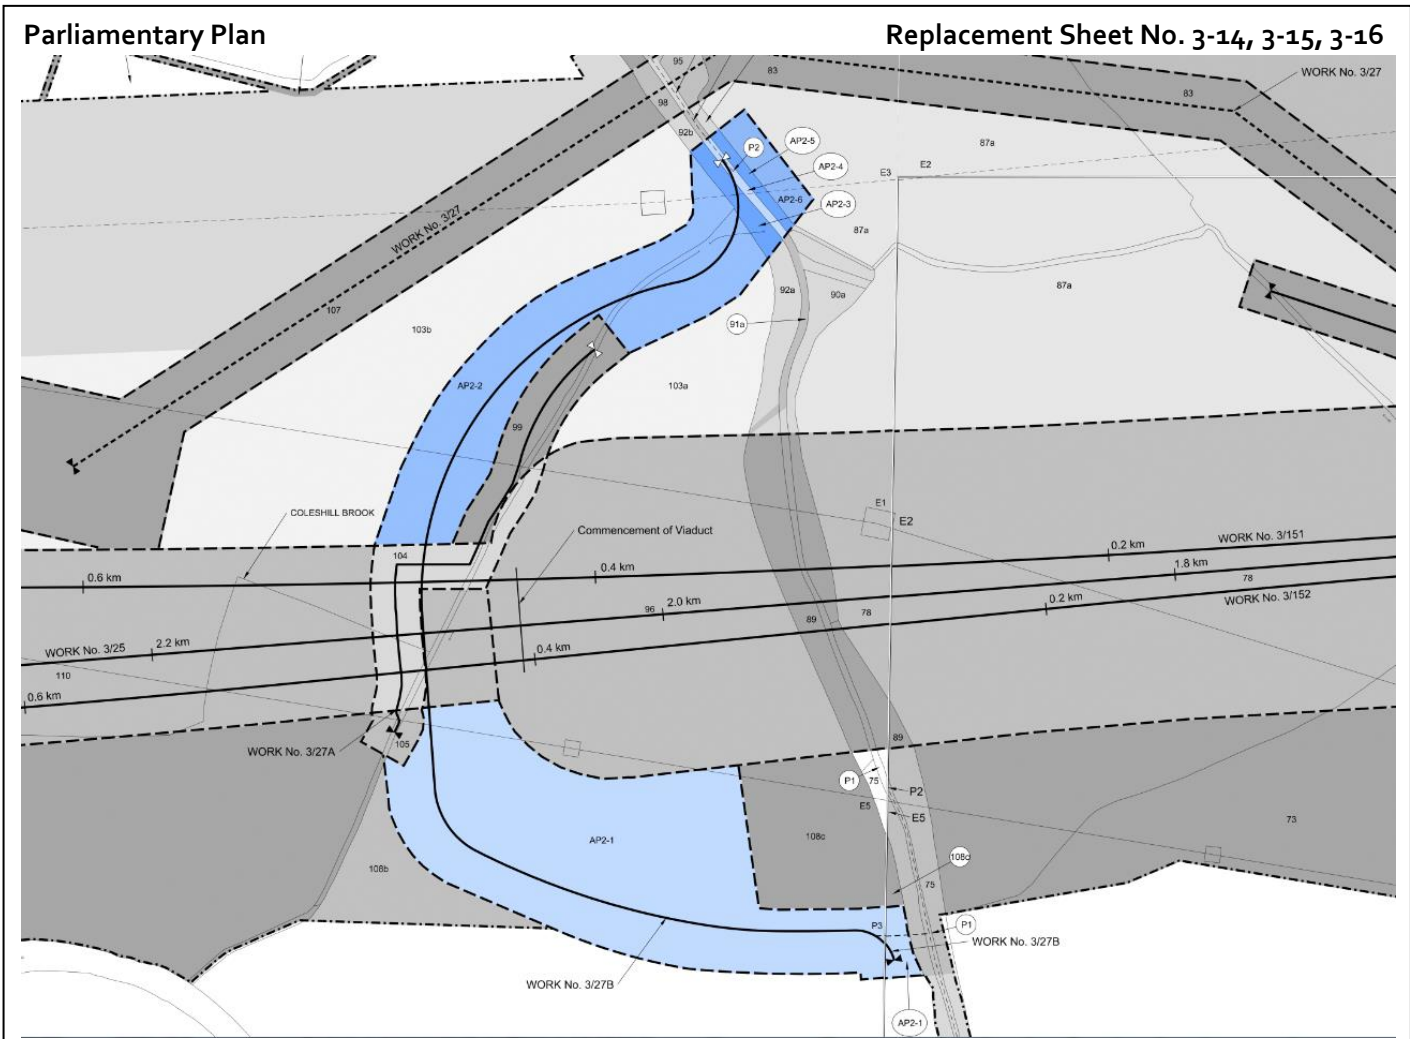 Parliamentary Plan
Replacement Sheet No. 3-14, 3-15, 3-16
95
83
WORK No. 3/27
83
98
92b
P2
AP2-5
AP2-4
87a
E3
E2
AP2-6
AP2-3
WORK No. 3/27
87a
92a
90a
87a
107
103b
91a
AP2-2
103a
99
COLESHILL BROOK
E1
E2
Commencement of Viaduct
104
0.2 km
WORK No. 3/151
0.6 km
0.4 km
1.8 km
78
96
2.0 km
0.2 km
WORK No. 3/152
78
89
WORK No. 3/25
2.2 km
0.4 km
110
0.6 km
105
WORK No. 3/27A
89
P1
75
P2
E5
E5
73
AP2-1
108c
108d
108b
75
P3
P1
WORK No. 3/27B
WORK No. 3/27B
AP2-1